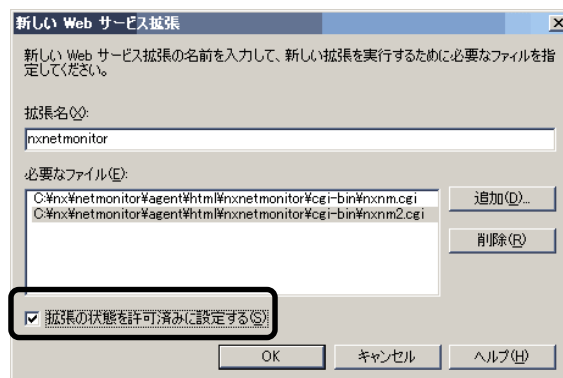 新しい Web サービス拡張
新しい Web サービス拡張の名前を入力して、新しい拡張を実行するために必要なファイルを指
定してください。
拡張名(X):
nxnetmonitor
必要なファイル(E):
C:¥nx¥netmonitor¥agent¥html¥nxnetmonitor¥cgi-bin¥nxnm.cgi
C:¥nx¥netmonitor¥agent¥html¥nxnetmonitor¥cgi-bin¥nxnm2.cgi
追加(D)...
削除(R)
拡張の状態を許可済みに設定する(S)
OK
キャンセル
ヘルプ(H)